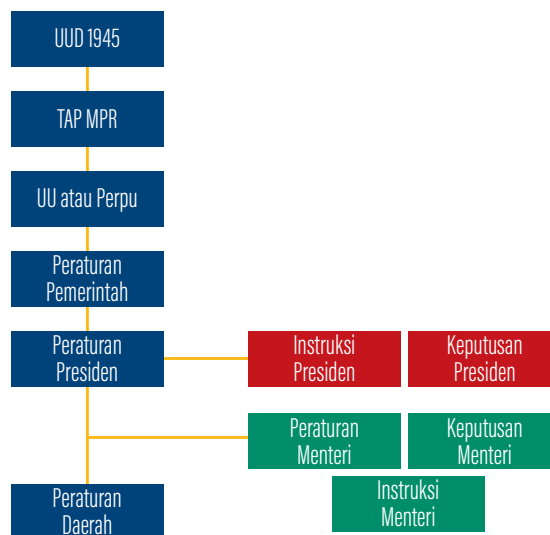 UUD 1945
TAP MPR
UU atau Perpu
Peraturan
Pemerintah
Peraturan
Presiden
Instruksi
Presiden
Keputusan
Presiden
Peraturan
Menteri
Keputusan
Menteri
Instruksi
Menteri
Peraturan
Daerah